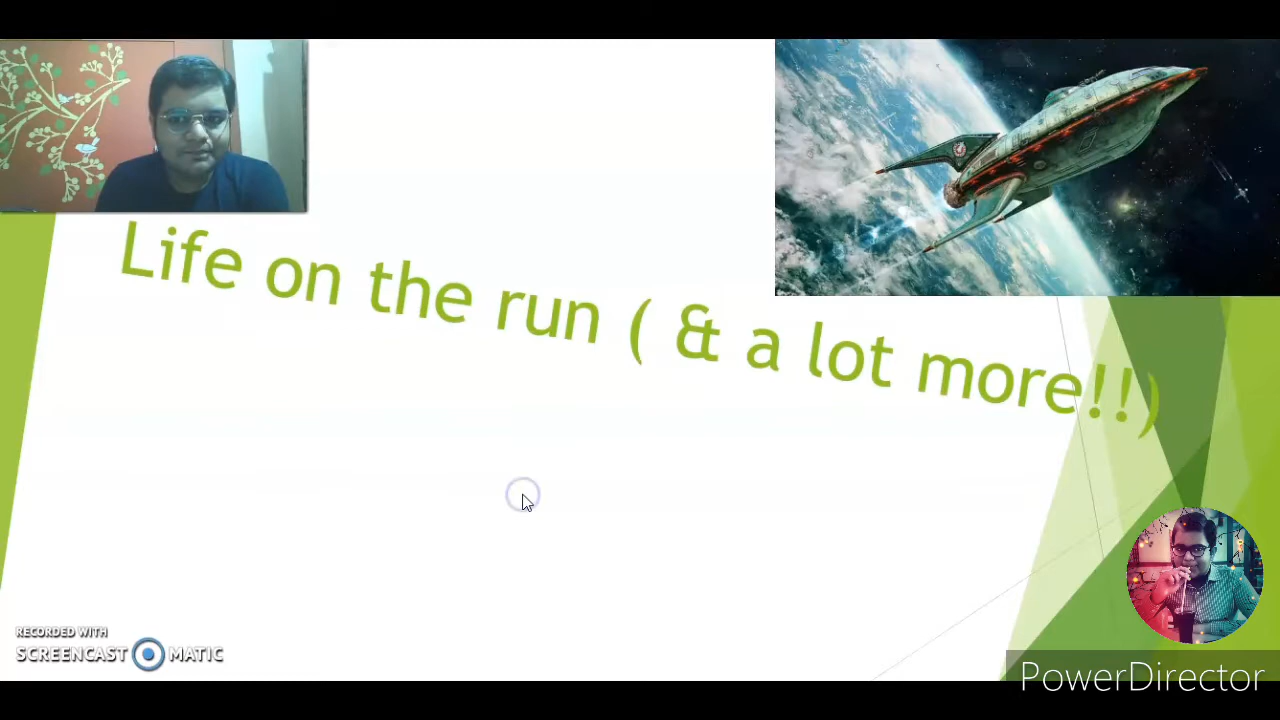 Life on the run ( & a lot more!!)
RECORDED WITH
SCREENCAST MATIC
PowerDirector